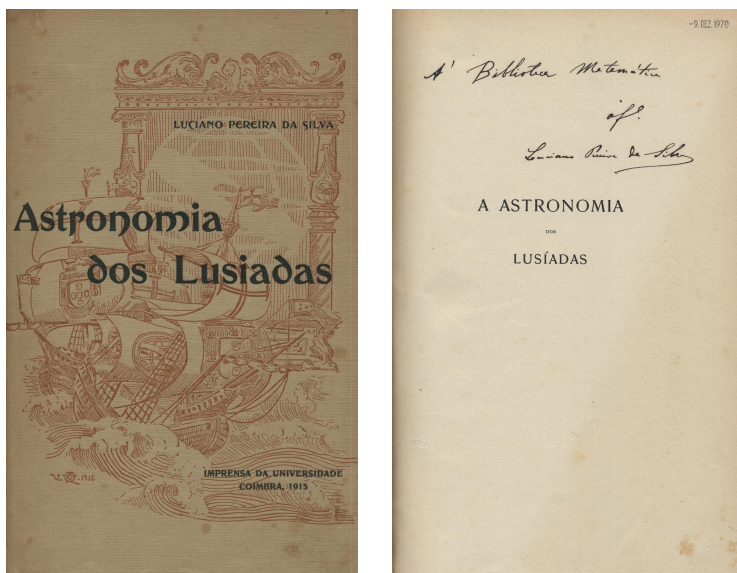 LUCIANO PEREIRA DA SILVA
Astronomia
dos Lusiadas
IMPRENSA DA UNIVERSIDADE
COIMBRA, 1915
-9 DEZ 1970
A' Biblioteca Matemática
of.
Luciano Pereira da Silva
A ASTRONOMIA
DOS
LUSÍADAS